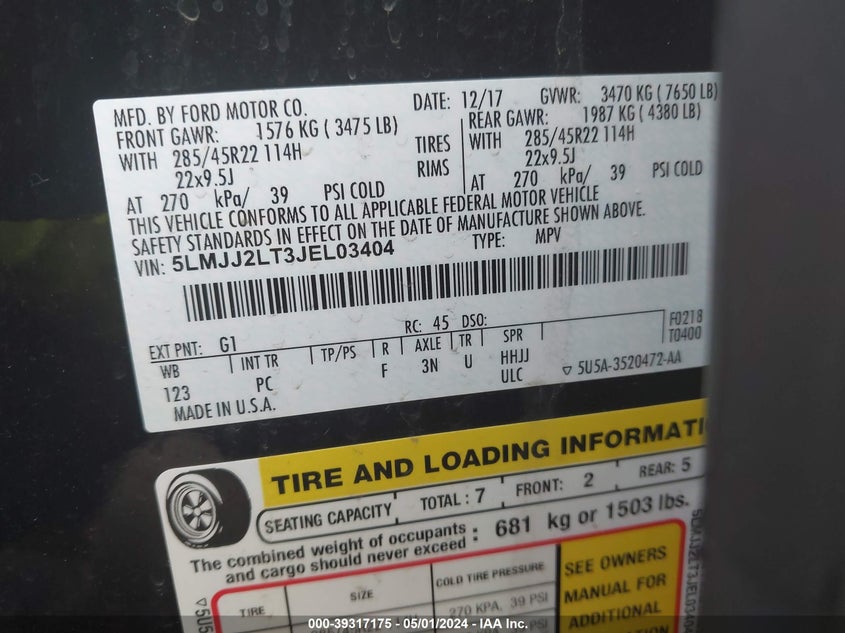 MFD. BY FORD MOTOR CO. DATE: 12/17 GVWR: 3470 KG ( 7650 LB)
FRONT GAWR: 1576 KG ( 3475 LB) REAR GAWR: 1987 KG ( 4380 LB)
WITH 285/45R22 114H TIRES WITH 285/45R22 114H
22x9.5J RIMS 22x9.5J
AT 270 kPa/ 39 PSI COLD AT 270 kPa/ 39 PSI COLD
THIS VEHICLE CONFORMS TO ALL APPLICABLE FEDERAL MOTOR VEHICLE
SAFETY STANDARDS IN EFFECT ON THE DATE OF MANUFACTURE SHOWN ABOVE.
VIN: 5LMJJ2LT3JEL03404 TYPE: MPV
EXT PNT: G1 RC: 45 DSO: F0218
T0400
WB INT TR TP/PS R AXLE TR SPR
123 PC F 3N U HHJJ
ULC 5U5A-3520472-AA
MADE IN U.S.A.
TIRE AND LOADING INFORMATI
SEATING CAPACITY TOTAL: 7 FRONT: 2 REAR: 5
The combined weight of occupants and cargo should never exceed : 681 kg or 1503 lbs.
TIRE SIZE COLD TIRE PRESSURE SEE OWNERS
270 KPA, 39 PSI MANUAL FOR
ADDITIONAL
5LMJJ2LT3JEL0340
5U5
000-39317175 - 05/01/2024 - IAA Inc.